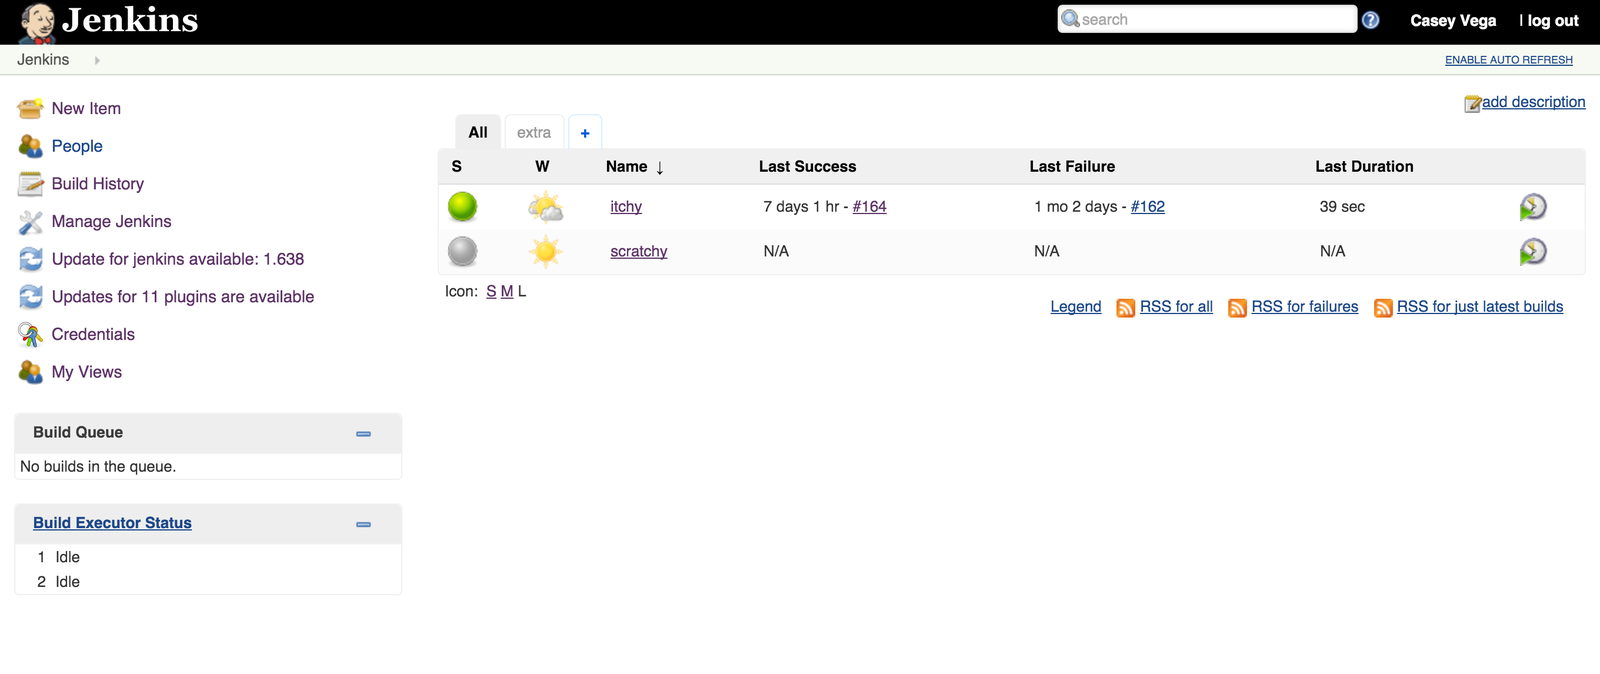 Jenkins
search
Casey Vega | log out
Jenkins
ENABLE AUTO REFRESH
New Item
People
Build History
Manage Jenkins
Update for jenkins available: 1.638
Updates for 11 plugins are available
Credentials
My Views
Build Queue
No builds in the queue.
Build Executor Status
1 Idle
2 Idle
add description
All extra +
S W Name ↓ Last Success Last Failure Last Duration
itchy 7 days 1 hr - #164 1 mo 2 days - #162 39 sec
scratchy N/A N/A N/A
Icon: S M L
Legend RSS for all RSS for failures RSS for just latest builds